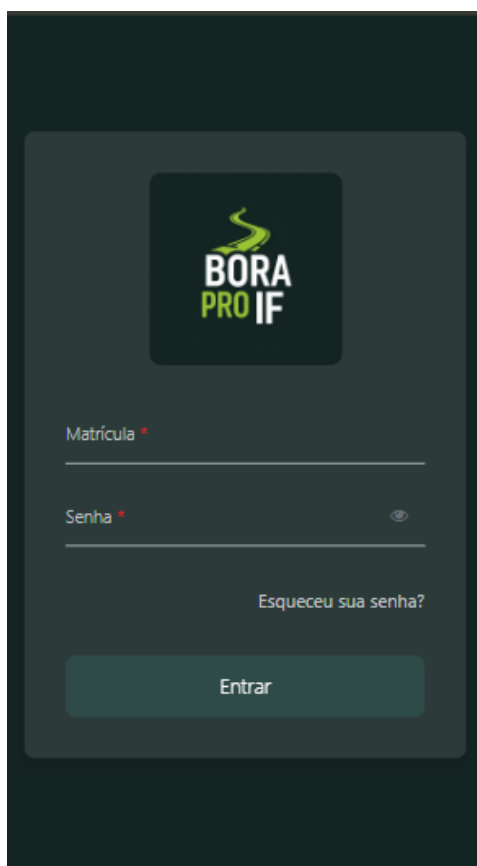 BORA
PRO IF
Matrícula *
Senha *
Esqueceu sua senha?
Entrar